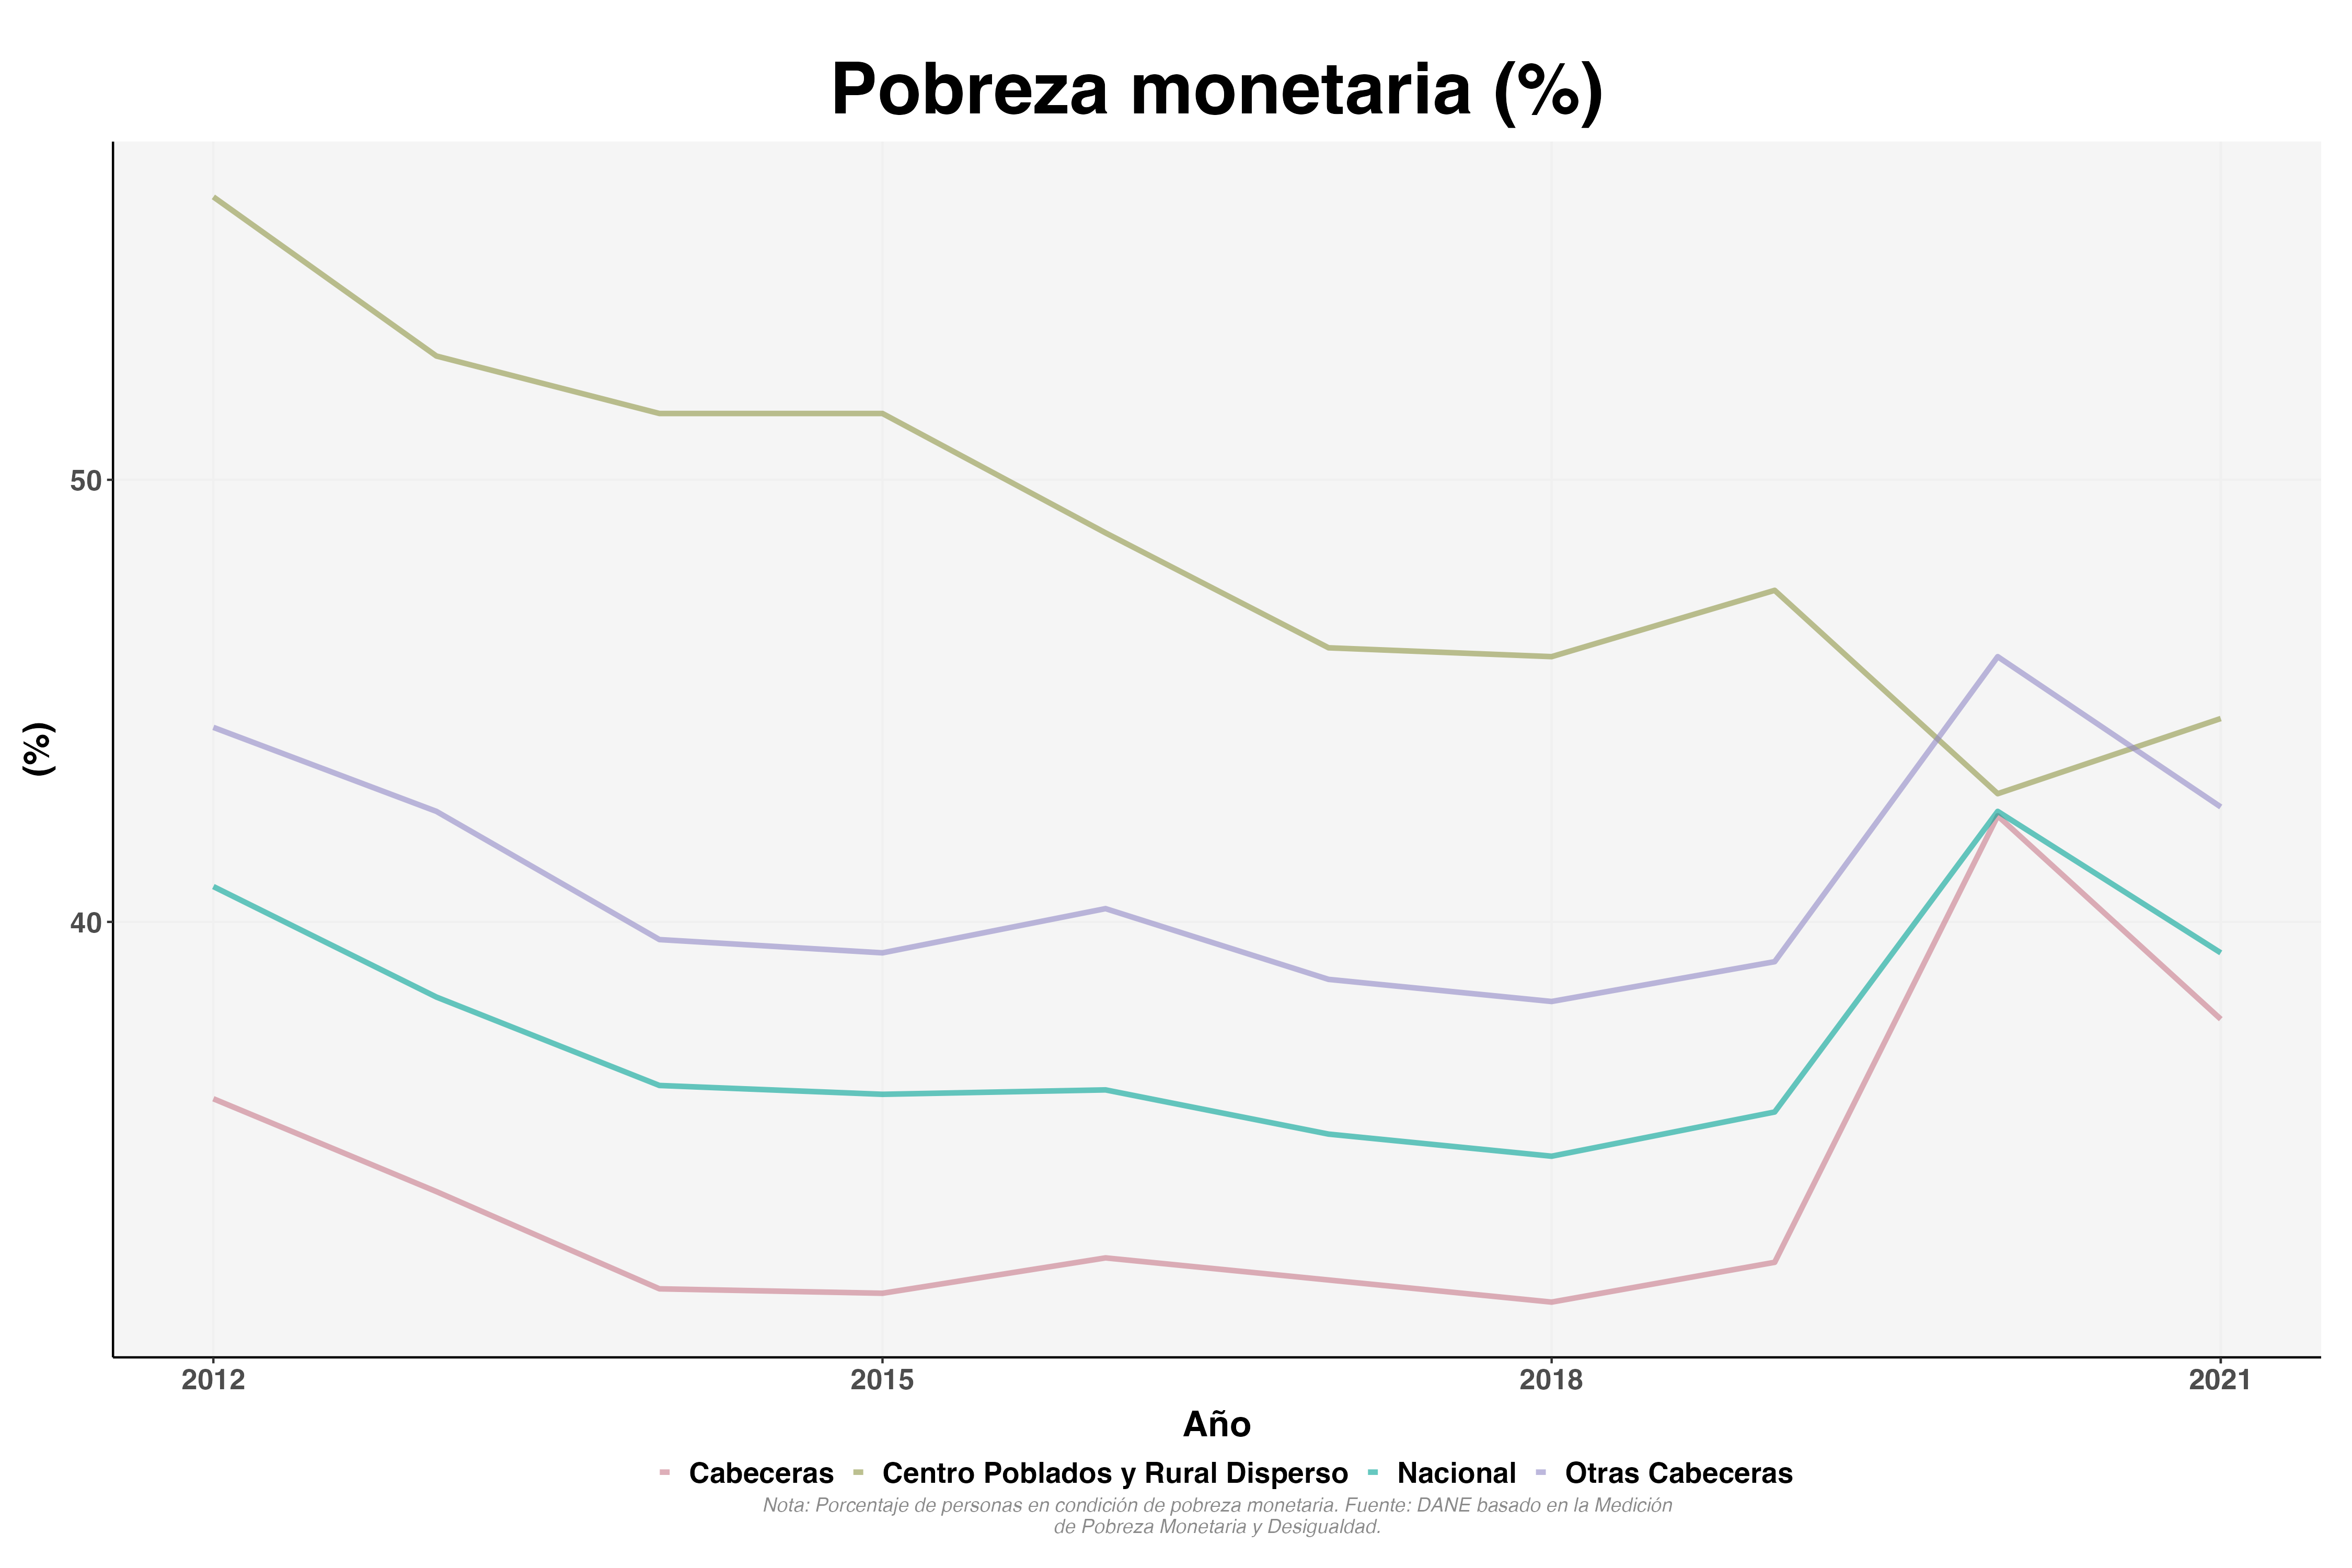 Pobreza monetaria (%)
(%)
50
40
2012 2015 2018 2021
Año
Cabeceras Centro Poblados y Rural Disperso Nacional Otras Cabeceras
Nota: Porcentaje de personas en condición de pobreza monetaria. Fuente: DANE basado en la Medición
de Pobreza Monetaria y Desigualdad.